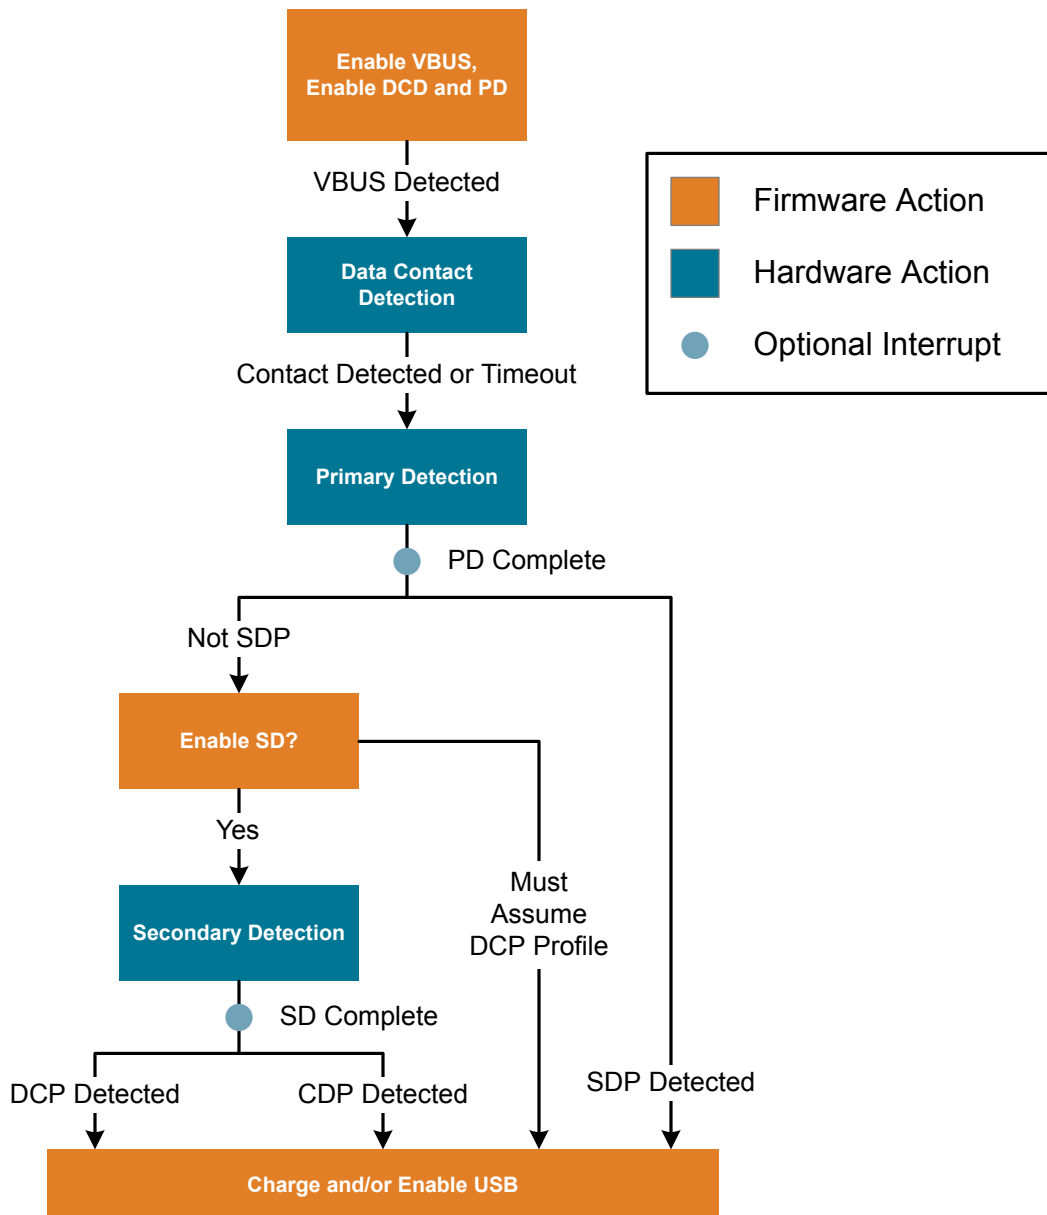 Enable VBUS,
Enable DCD and PD
VBUS Detected
Firmware Action
Hardware Action
Optional Interrupt
Data Contact
Detection
Contact Detected or Timeout
Primary Detection
PD Complete
Not SDP
Enable SD?
Yes
Must
Assume
DCP Profile
Secondary Detection
SD Complete
DCP Detected
CDP Detected
SDP Detected
Charge and/or Enable USB